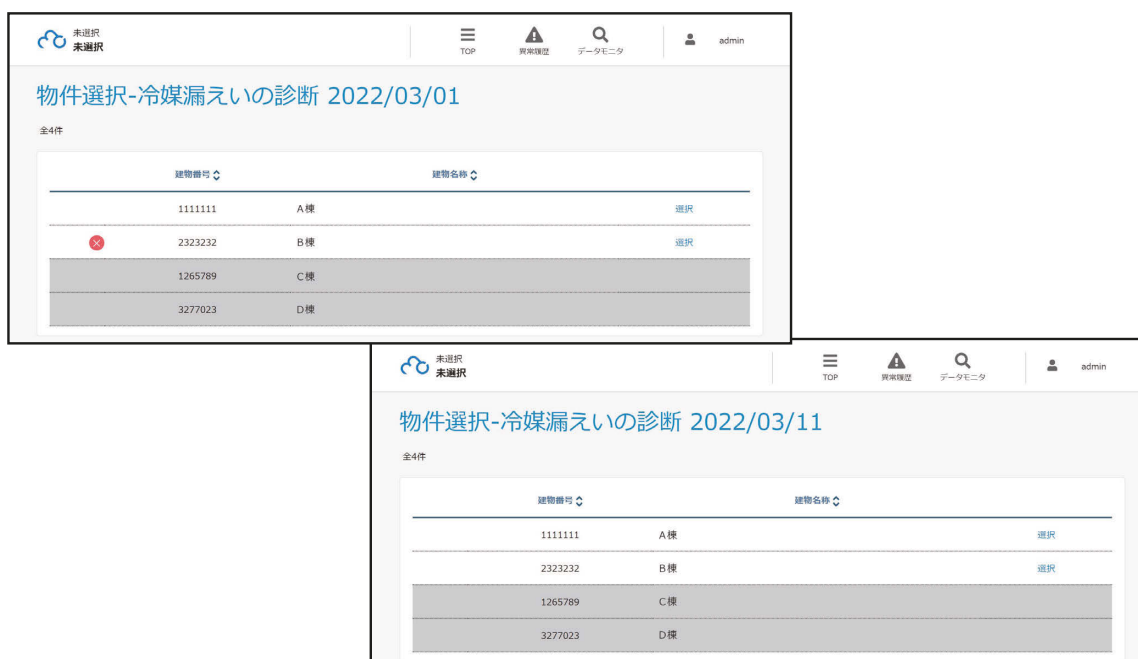 未選択
未選択
TOP
異常履歴
データモニタ
admin
物件選択-冷媒漏えいの診断 2022/03/01
全4件
建物番号 建物名称
1111111 A棟 選択
2323232 B棟 選択
1265789 C棟
3277023 D棟
未選択
未選択
TOP
異常履歴
データモニタ
admin
物件選択-冷媒漏えいの診断 2022/03/11
全4件
建物番号 建物名称
1111111 A棟 選択
2323232 B棟 選択
1265789 C棟
3277023 D棟